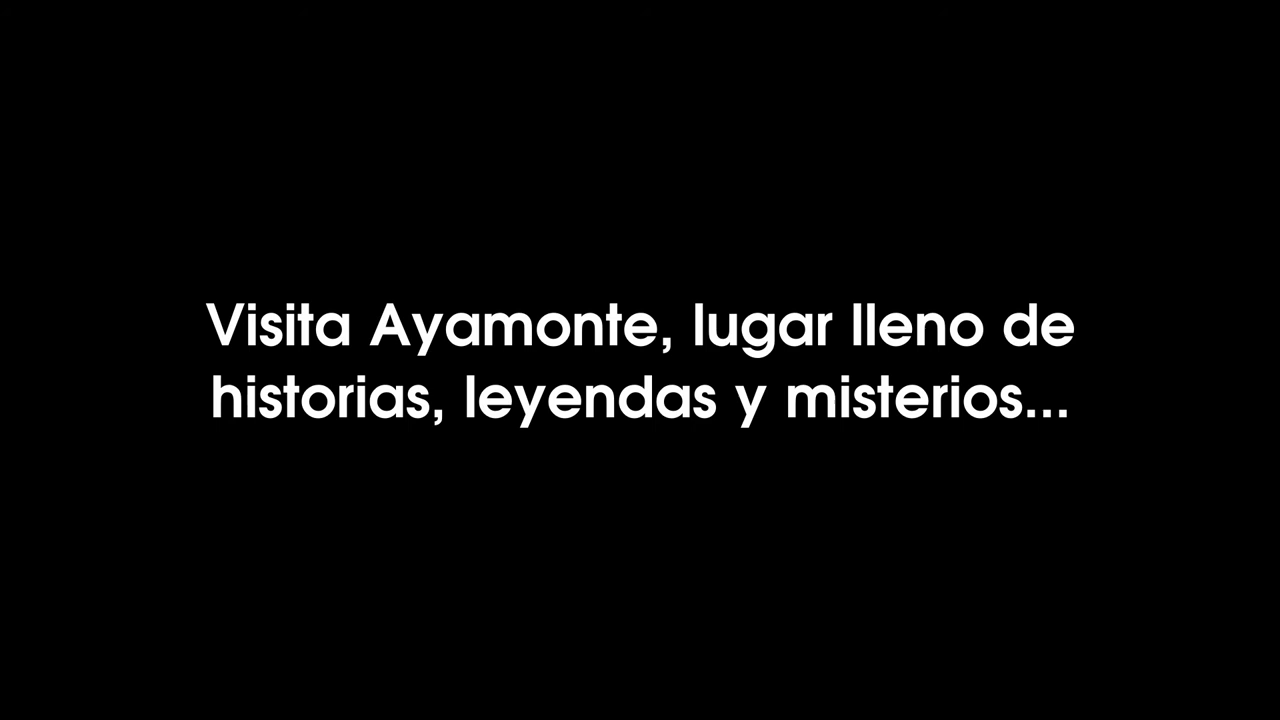 Visita Ayamonte, lugar lleno de
historias, leyendas y misterios...